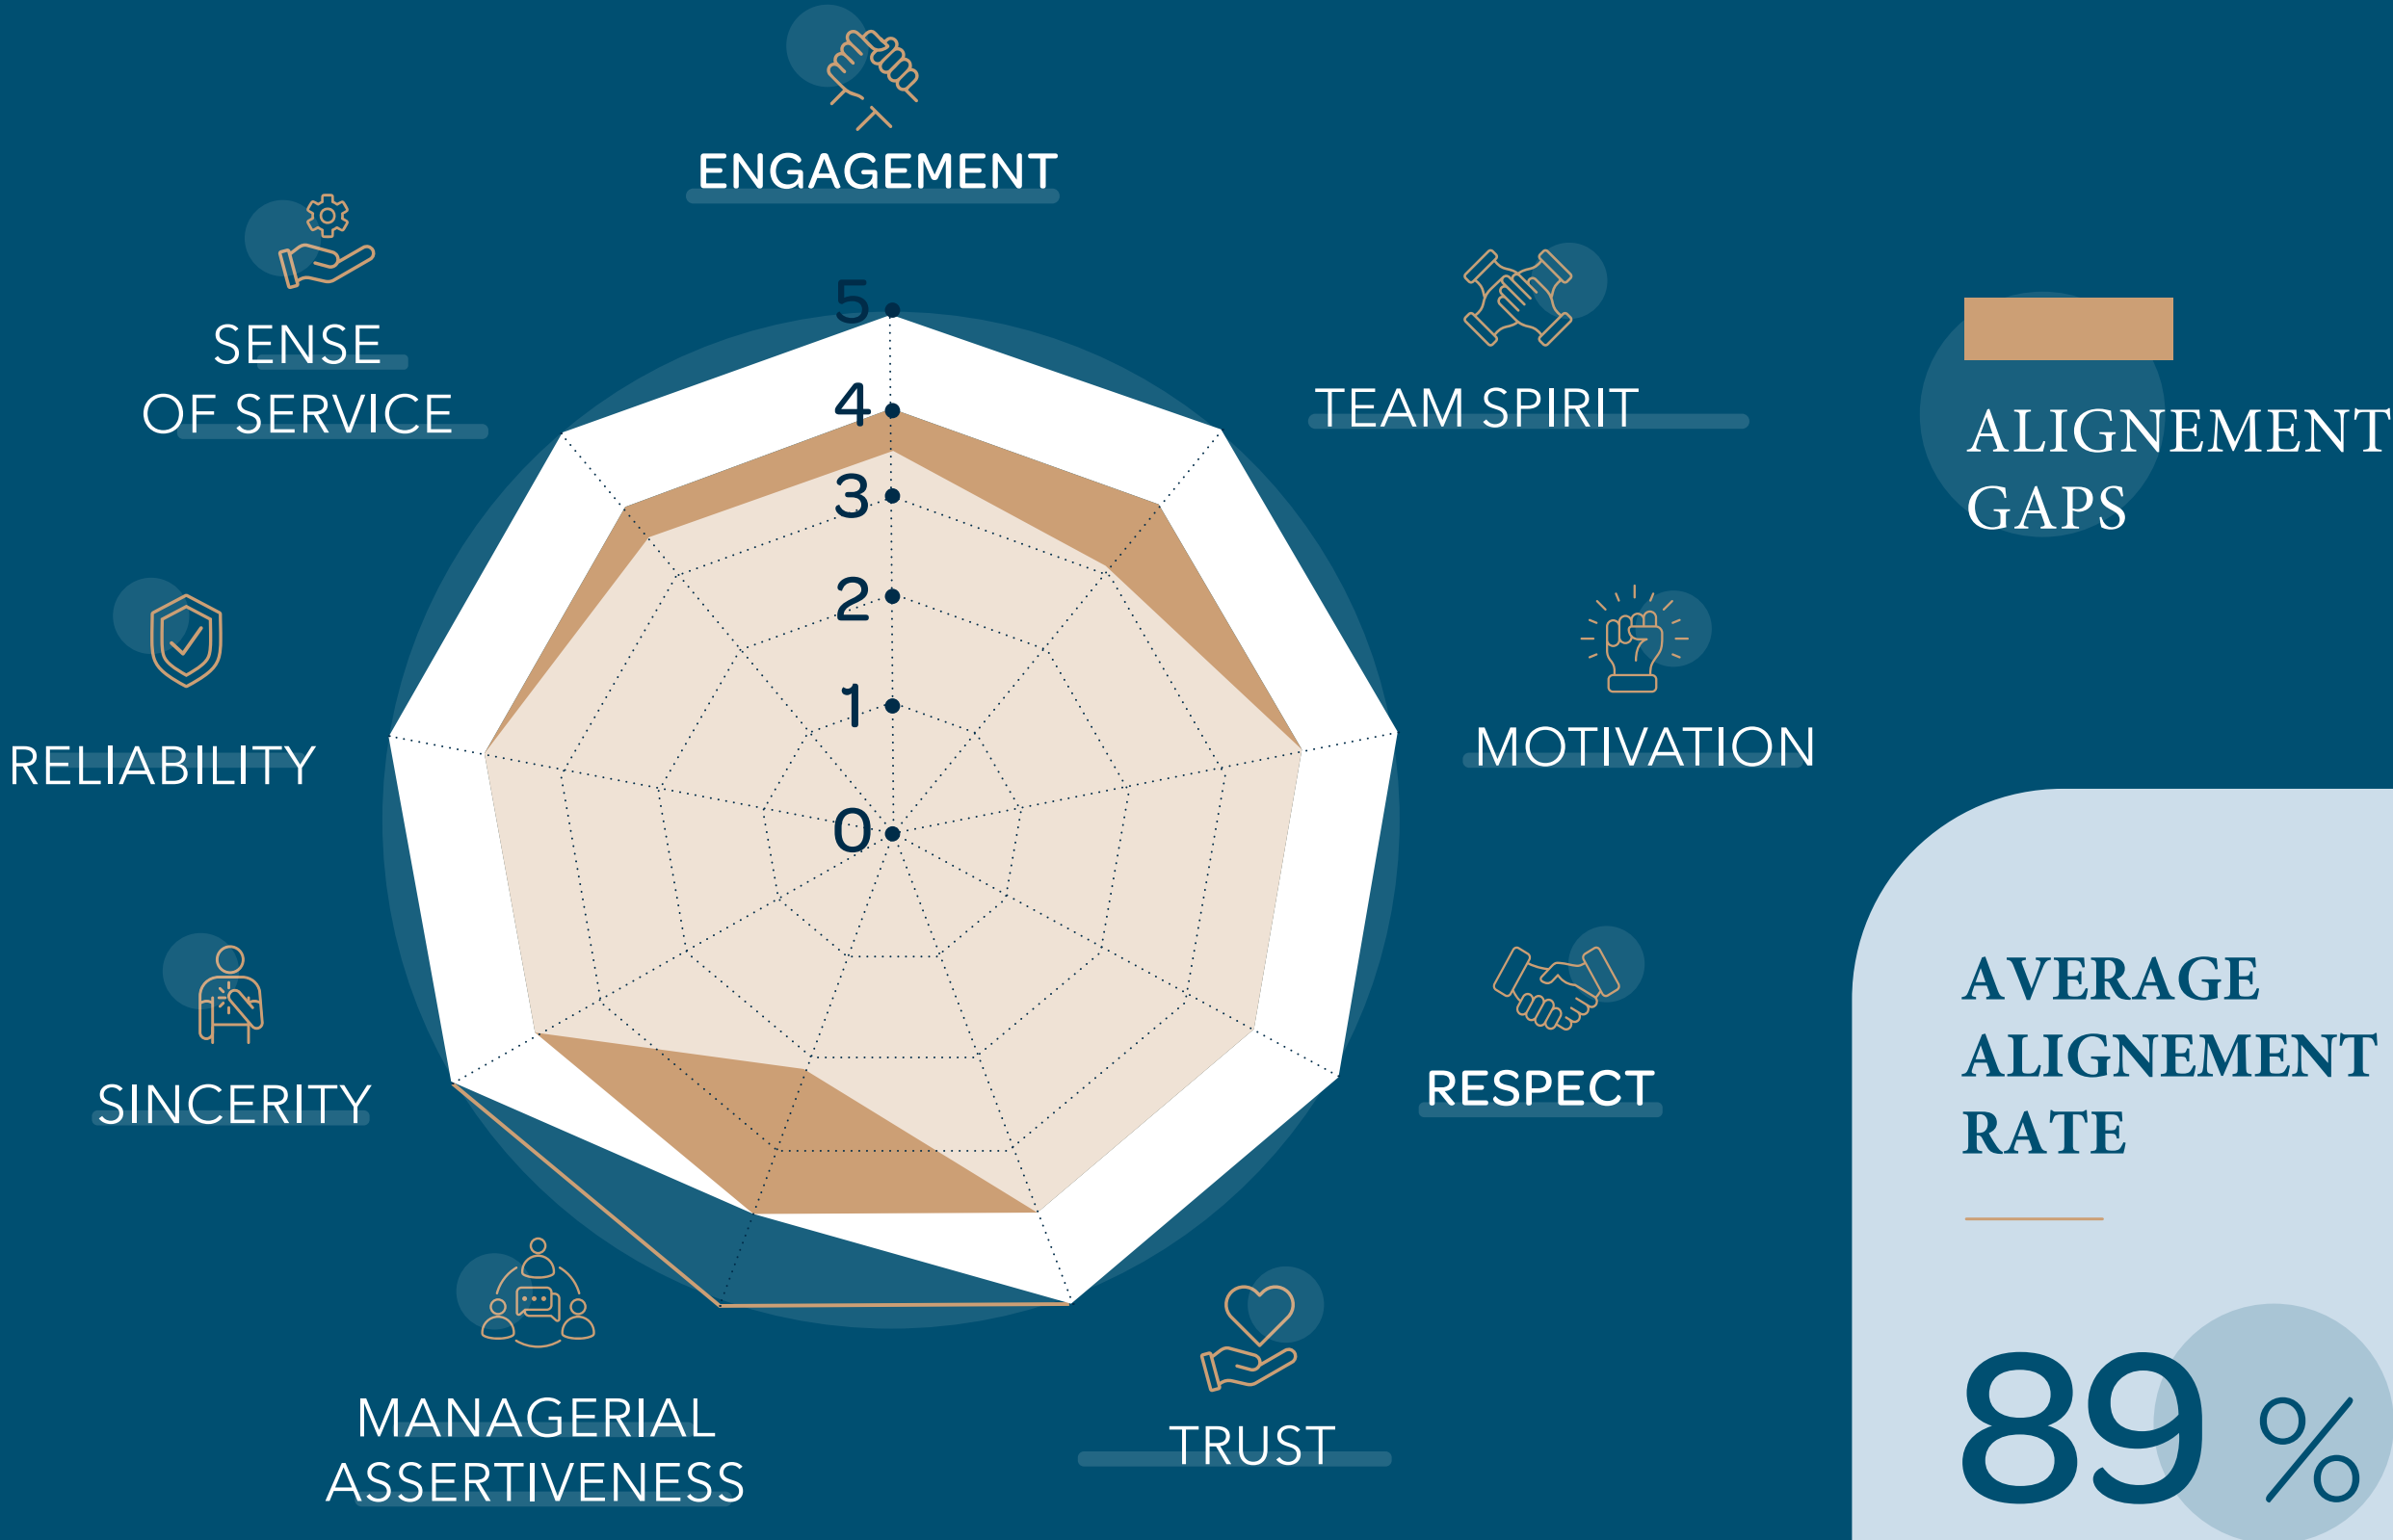 ENGAGEMENT
SENSE
OF SERVICE
TEAM SPIRIT
5
4
3
2
1
0
ALIGNEMENT
GAPS
RELIABILITY
MOTIVATION
SINCERITY
RESPECT
MANAGERIAL
ASSERTIVENESS
TRUST
AVERAGE
ALIGNEMENT
RATE
89 %